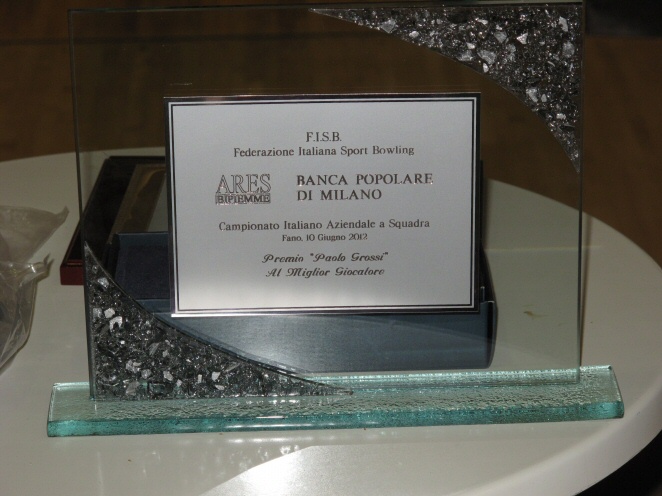 F.I.S.B.
Federazione Italiana Sport Bowling
ARES
BIPIEMME
BANCA POPOLARE
DI MILANO
Campionato Italiano Aziendale a Squadra
Fano, 10 Giugno 2012
Premio "Paolo Grossi"
Al Miglior Giocatore